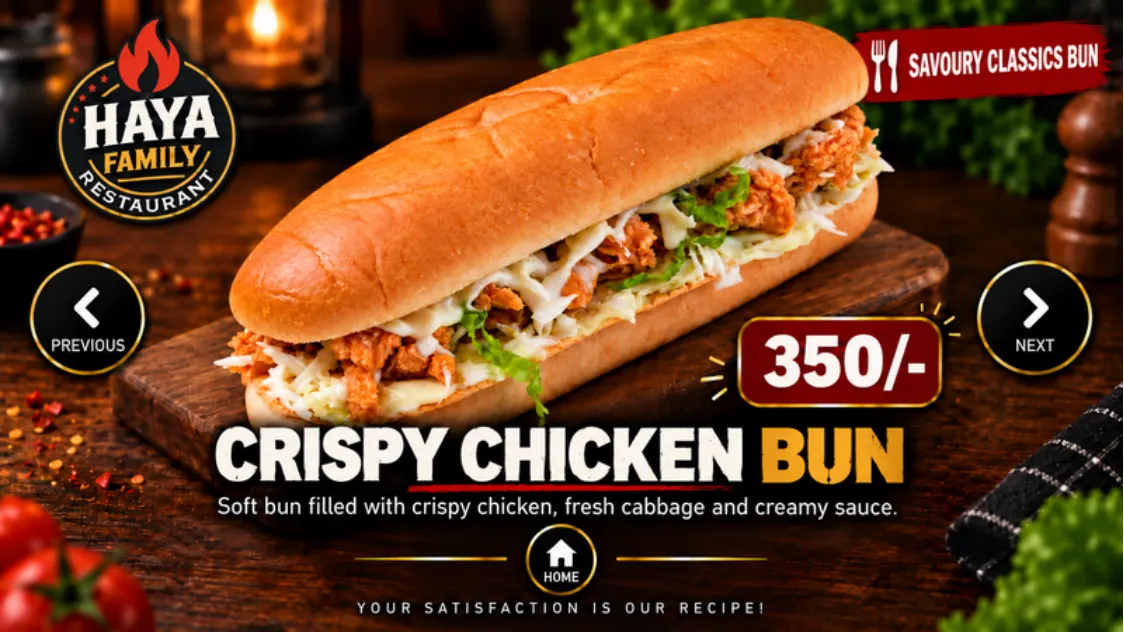 HAYA
FAMILY
RESTAURANT
SAVOURY CLASSICS BUN
PREVIOUS
NEXT
350/-
CRISPY CHICKEN BUN
Soft bun filled with crispy chicken, fresh cabbage and creamy sauce.
HOME
YOUR SATISFACTION IS OUR RECIPE!